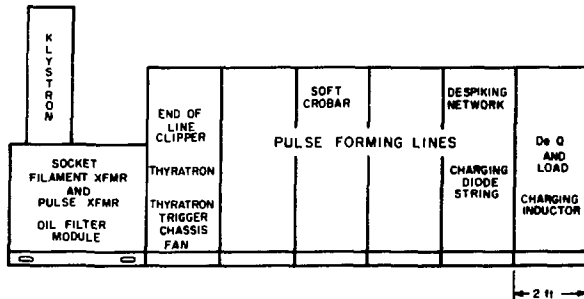 KLYSTRON
SOCKET
FILAMENT XFMR
AND
PULSE XFMR
OIL FILTER
MODULE
END OF
LINE
CLIPPER
THYRATRON
THYRATRON
TRIGGER
CHASSIS
FAN
SOFT
CROBAR
PULSE FORMING LINES
DESPIKING
NETWORK
CHARGING
DIODE
STRING
De Q
AND
LOAD
CHARGING
INDUCTOR
2 ft